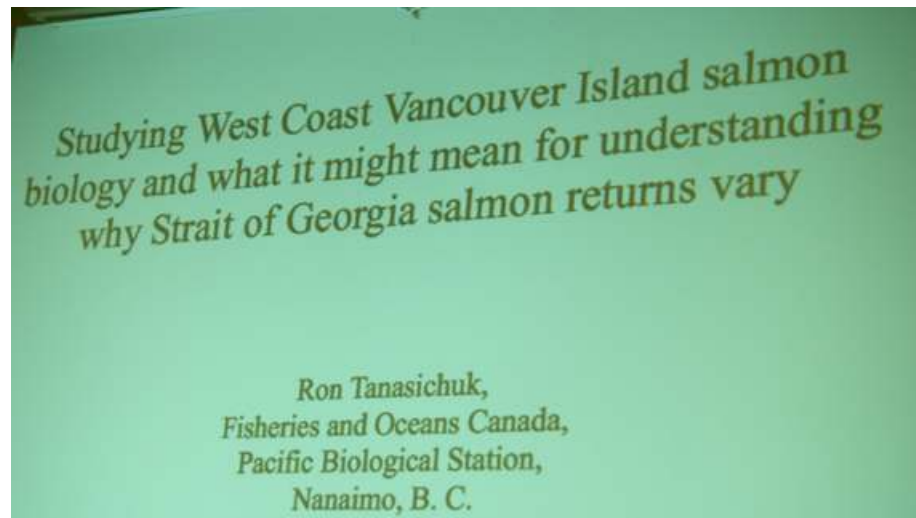 Studying West Coast Vancouver Island salmon
biology and what it might mean for understanding
why Strait of Georgia salmon returns vary
Ron Tanasichuk,
Fisheries and Oceans Canada,
Pacific Biological Station,
Nanaimo, B. C.